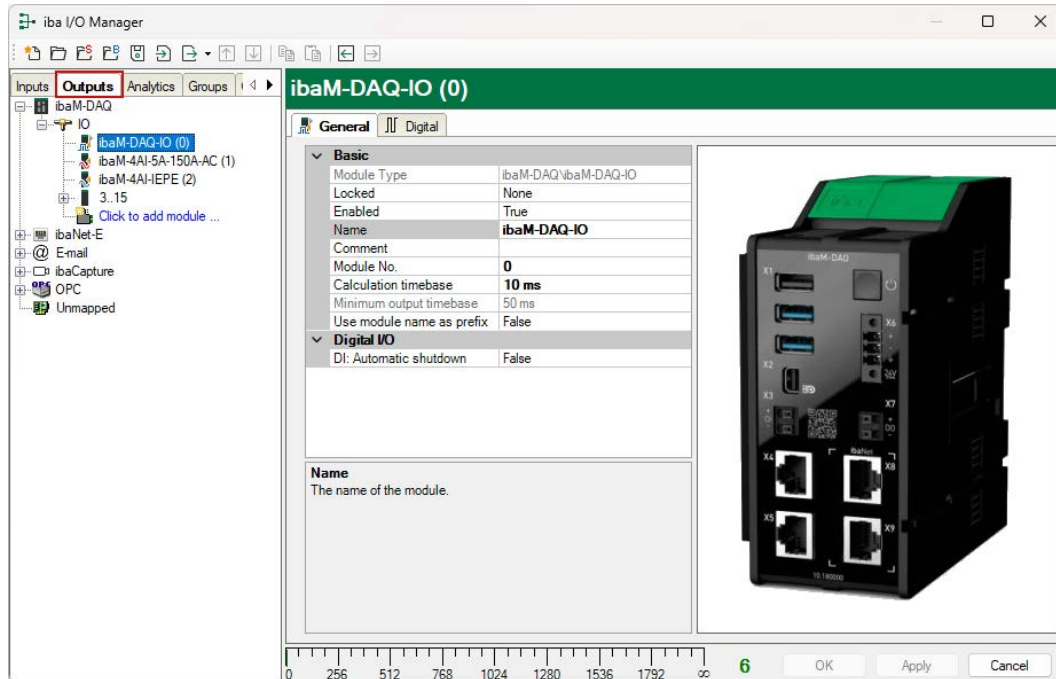 iba I/O Manager
Inputs Outputs Analytics Groups
ibaM-DAQ
IO
ibaM-DAQ-IO (0)
ibaM-4AI-5A-150A-AC (1)
ibaM-4AI-IEPE (2)
3..15
Click to add module ...
ibaNet-E
E-mail
ibaCapture
OPC
Unmapped
ibaM-DAQ-IO (0)
General Digital
Basic
Module Type ibaM-DAQ\ibaM-DAQ-IO
Locked None
Enabled True
Name ibaM-DAQ-IO
Comment
Module No. 0
Calculation timebase 10 ms
Minimum output timebase 50 ms
Use module name as prefix False
Digital I/O
DI: Automatic shutdown False
Name
The name of the module.
ibaM-DAQ
X1
X6
X2
24V
X3
X7
DO
X4
ibaNet
X8
X5
X9
10.180000
0 256 512 768 1024 1280 1536 1792 ∞
6 OK Apply Cancel